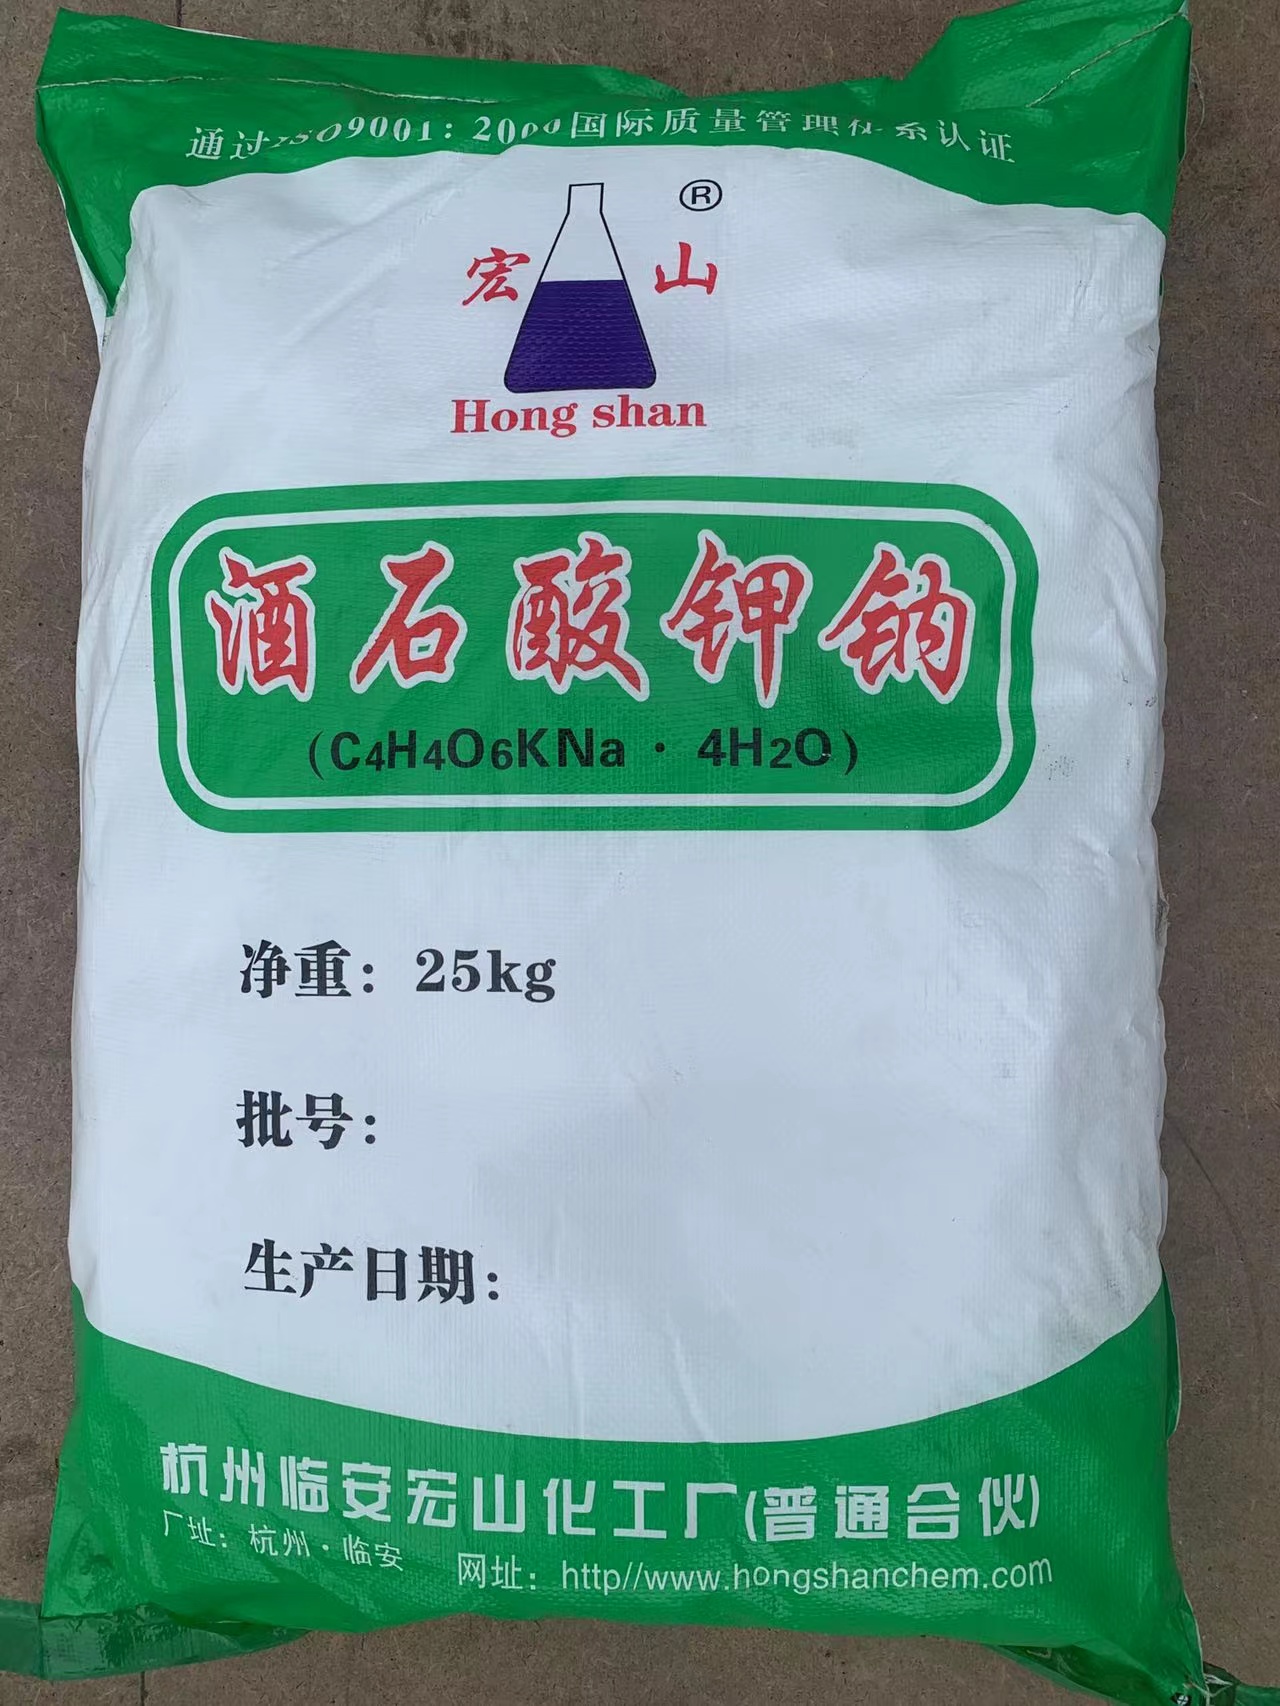 通过ISO9001：2000国际质量管理体系认证
®
宏山
Hong shan
酒石酸钾钠
(C4H4O6KNa · 4H2O)
净重：25kg
批号：
生产日期：
杭州临安宏山化工厂(普通合伙)
厂址：杭州·临安 网址：http//www.hongshanchem.com